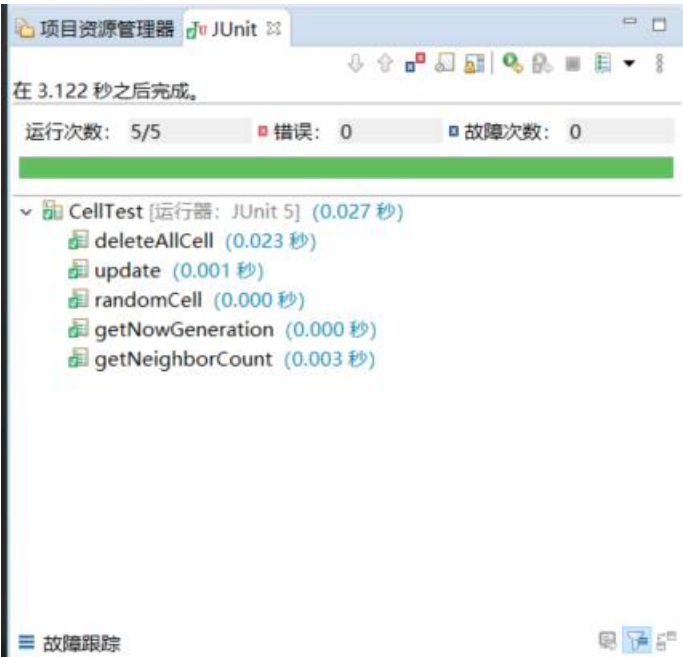 项目资源管理器 JUnit
在 3.122 秒之后完成。
运行次数: 5/5 错误: 0 故障次数: 0
CellTest [运行器: JUnit 5] (0.027 秒)
deleteAllCell (0.023 秒)
update (0.001 秒)
randomCell (0.000 秒)
getNowGeneration (0.000 秒)
getNeighborCount (0.003 秒)
故障跟踪